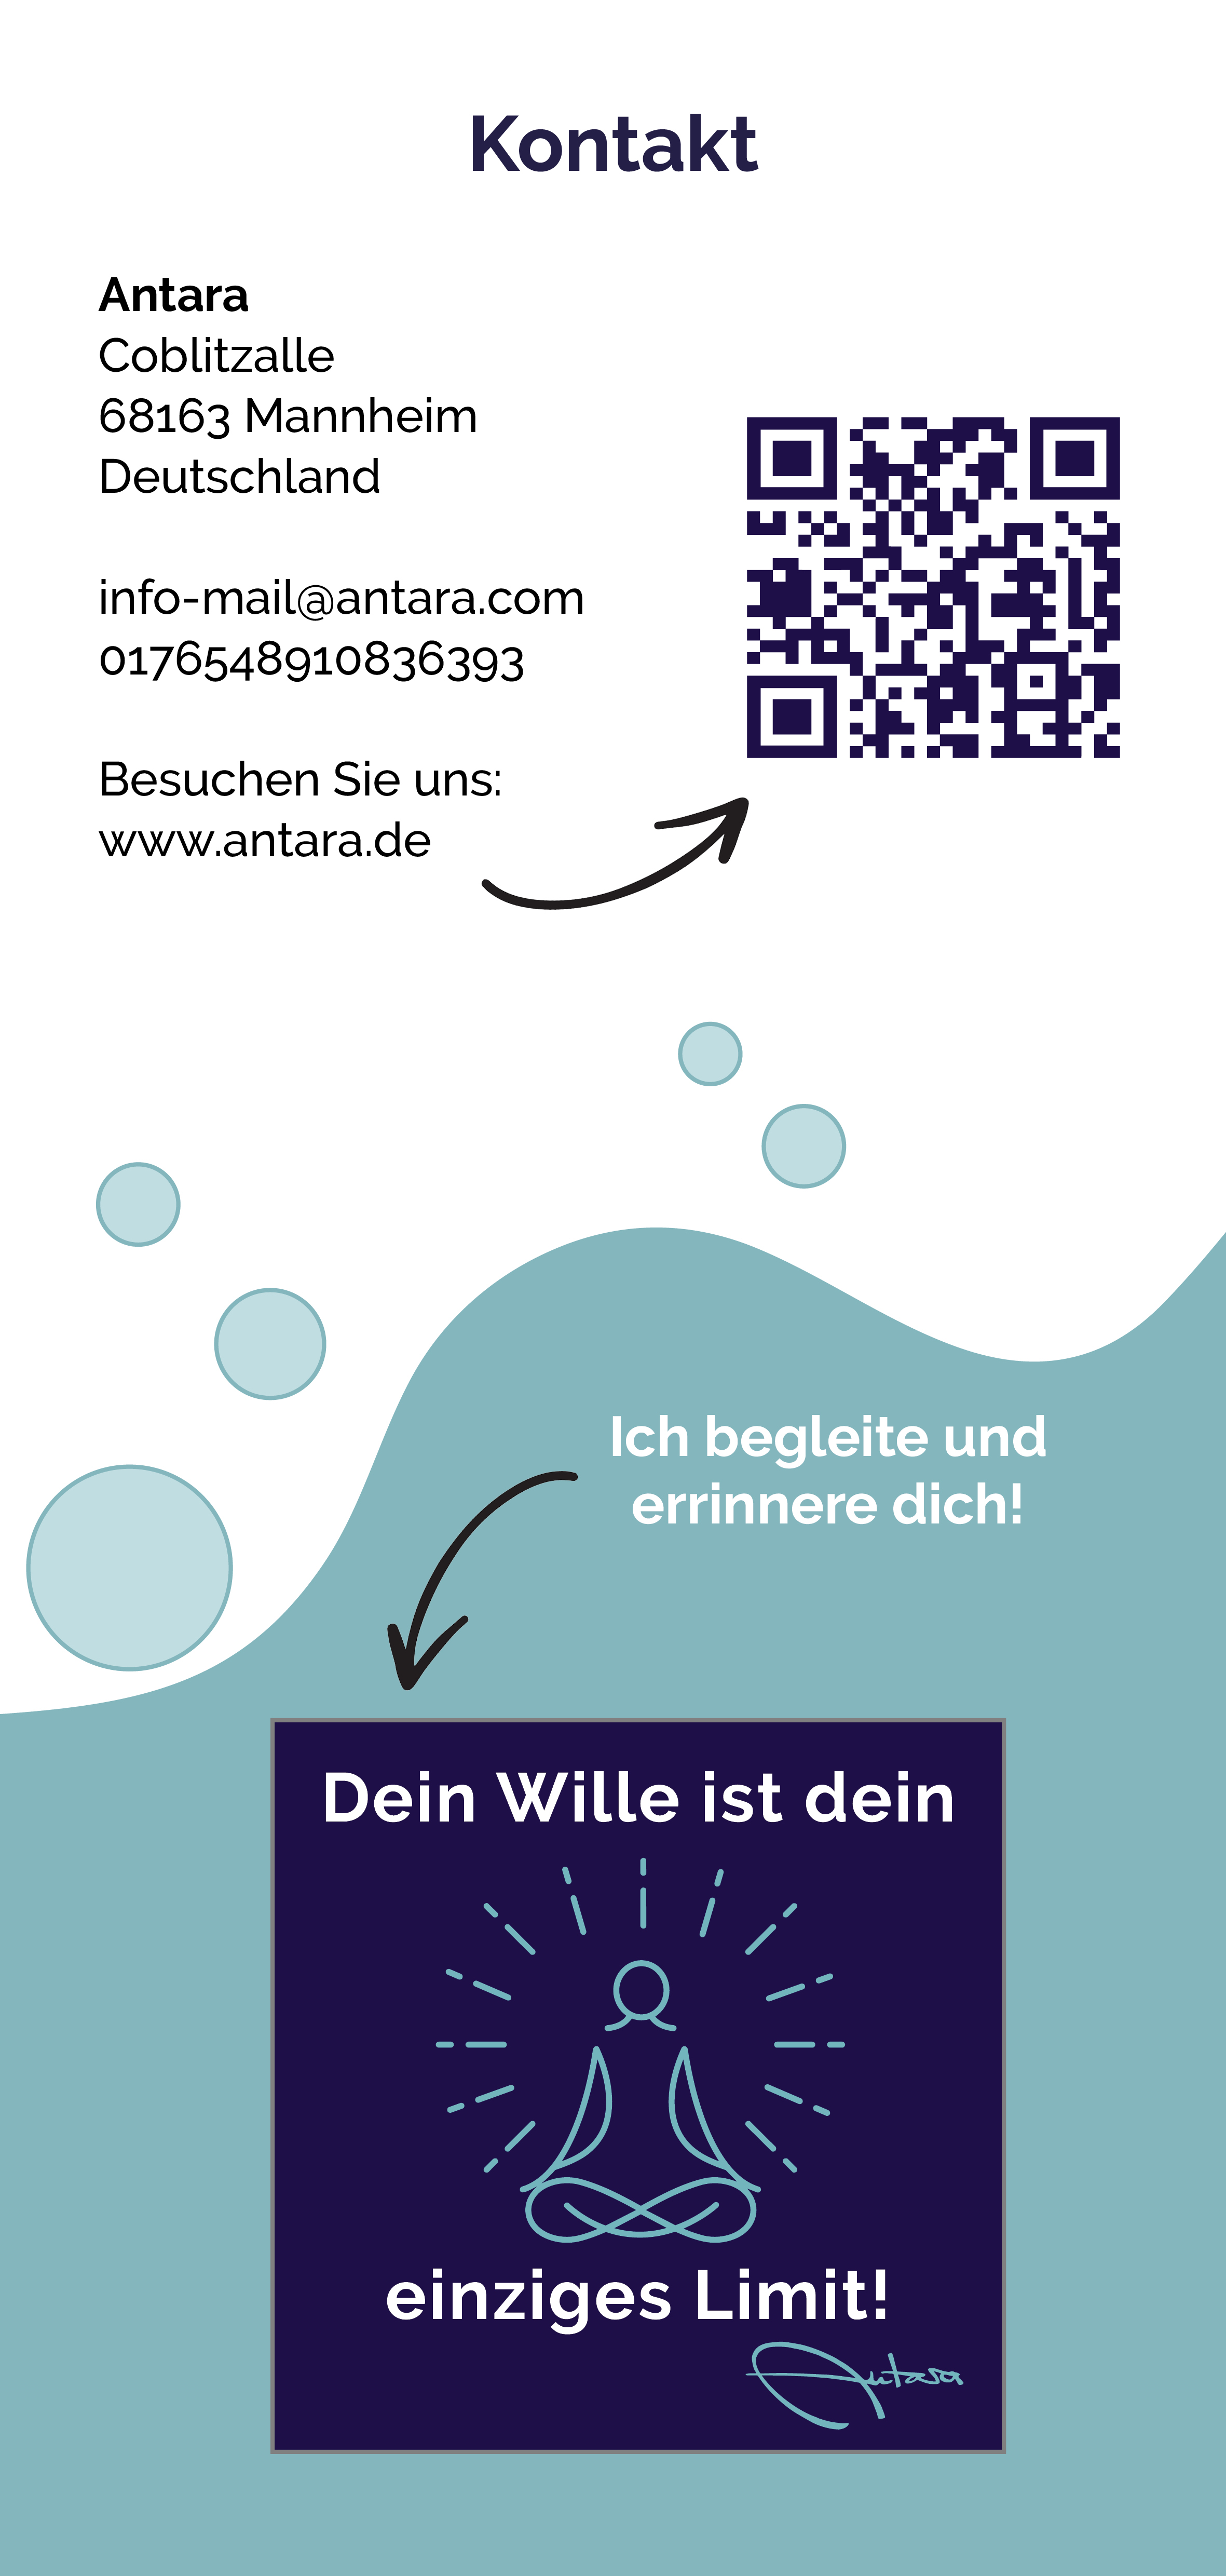 Kontakt
Antara
Coblitzalle
68163 Mannheim
Deutschland
info-mail@antara.com
0176548910836393
Besuchen Sie uns:
www.antara.de
Ich begleite und
errinnere dich!
Dein Wille ist dein
einziges Limit!
Antara